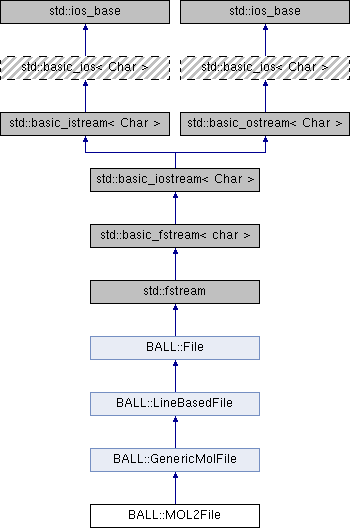 std::ios_base std::ios_base
std::basic_ios< Char > std::basic_ios< Char >
std::basic_istream< Char > std::basic_ostream< Char >
std::basic_iostream< Char >
std::basic_fstream< char >
std::fstream
BALL::File
BALL::LineBasedFile
BALL::GenericMolFile
BALL::MOL2File